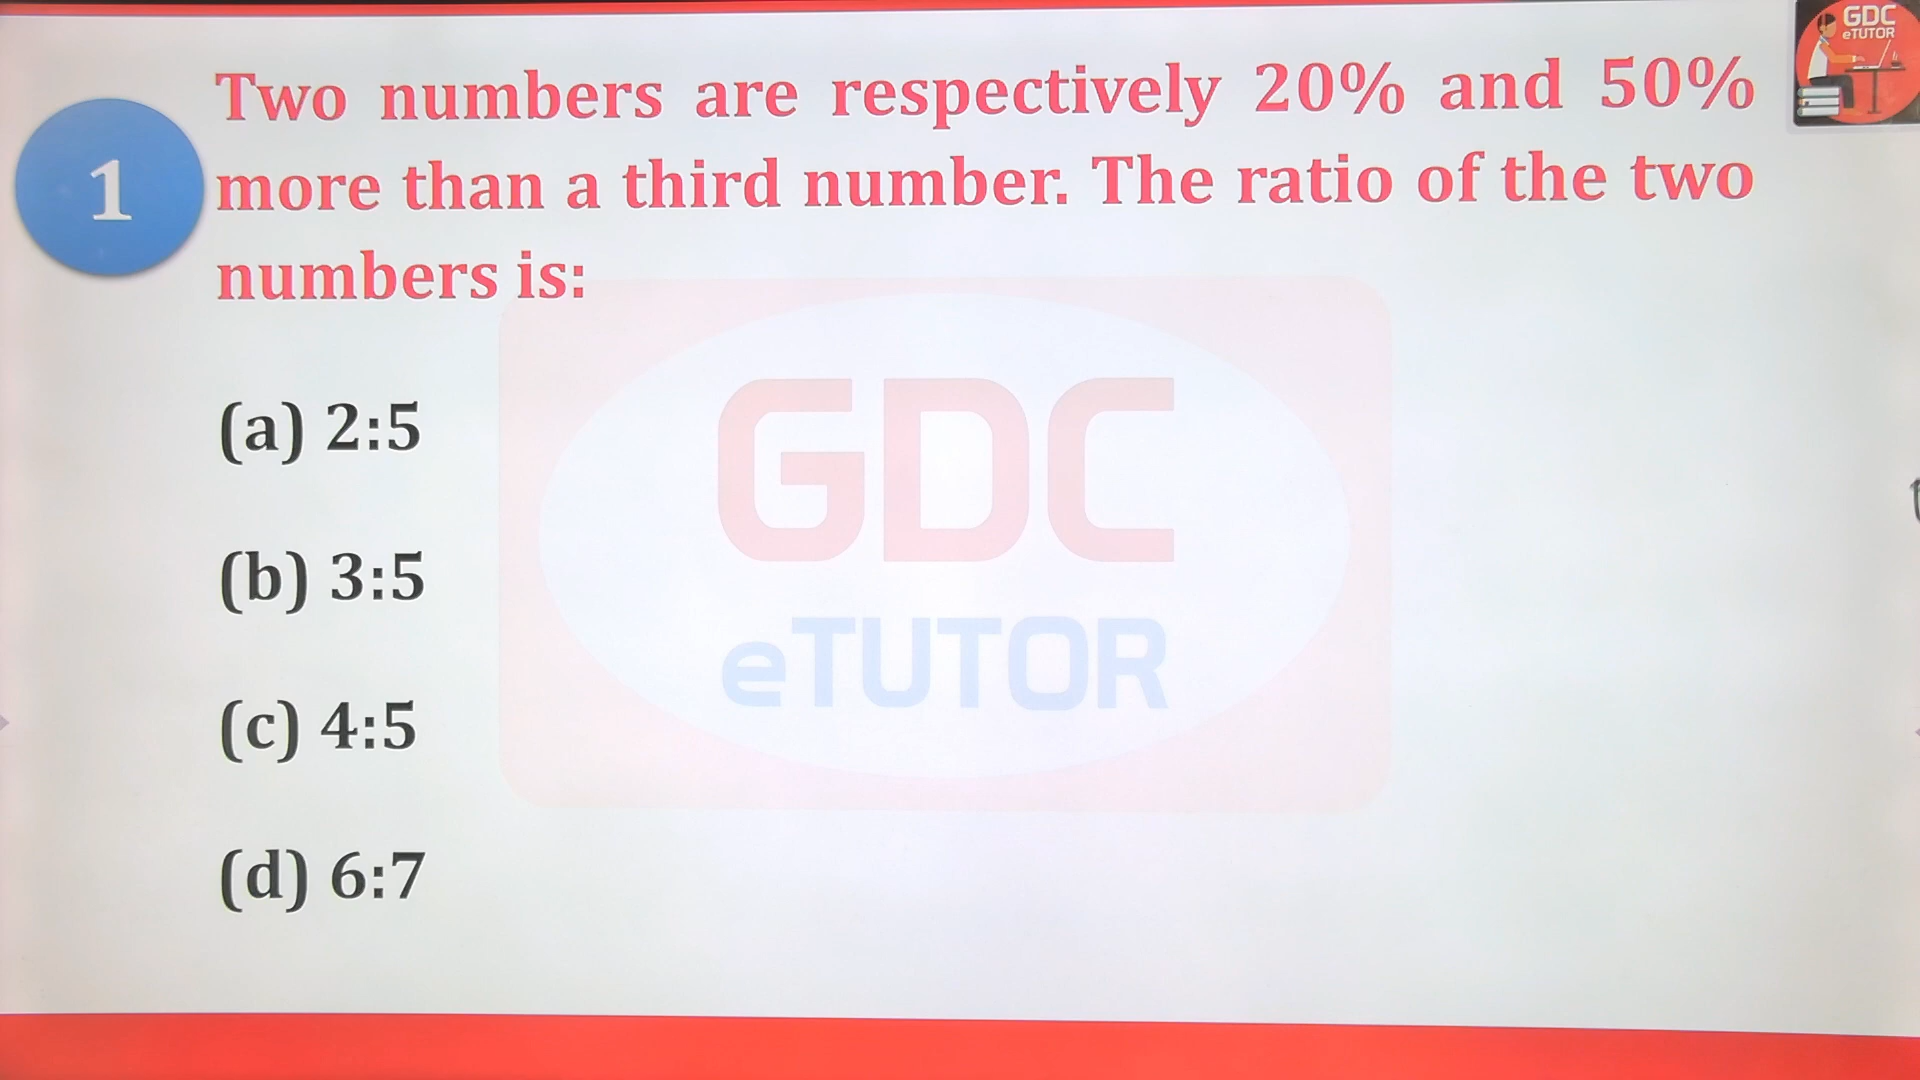 GDC
eTUTOR
1
Two numbers are respectively 20% and 50%
more than a third number. The ratio of the two
numbers is:
(a) 2:5
(b) 3:5
(c) 4:5
(d) 6:7
GDC
eTUTOR